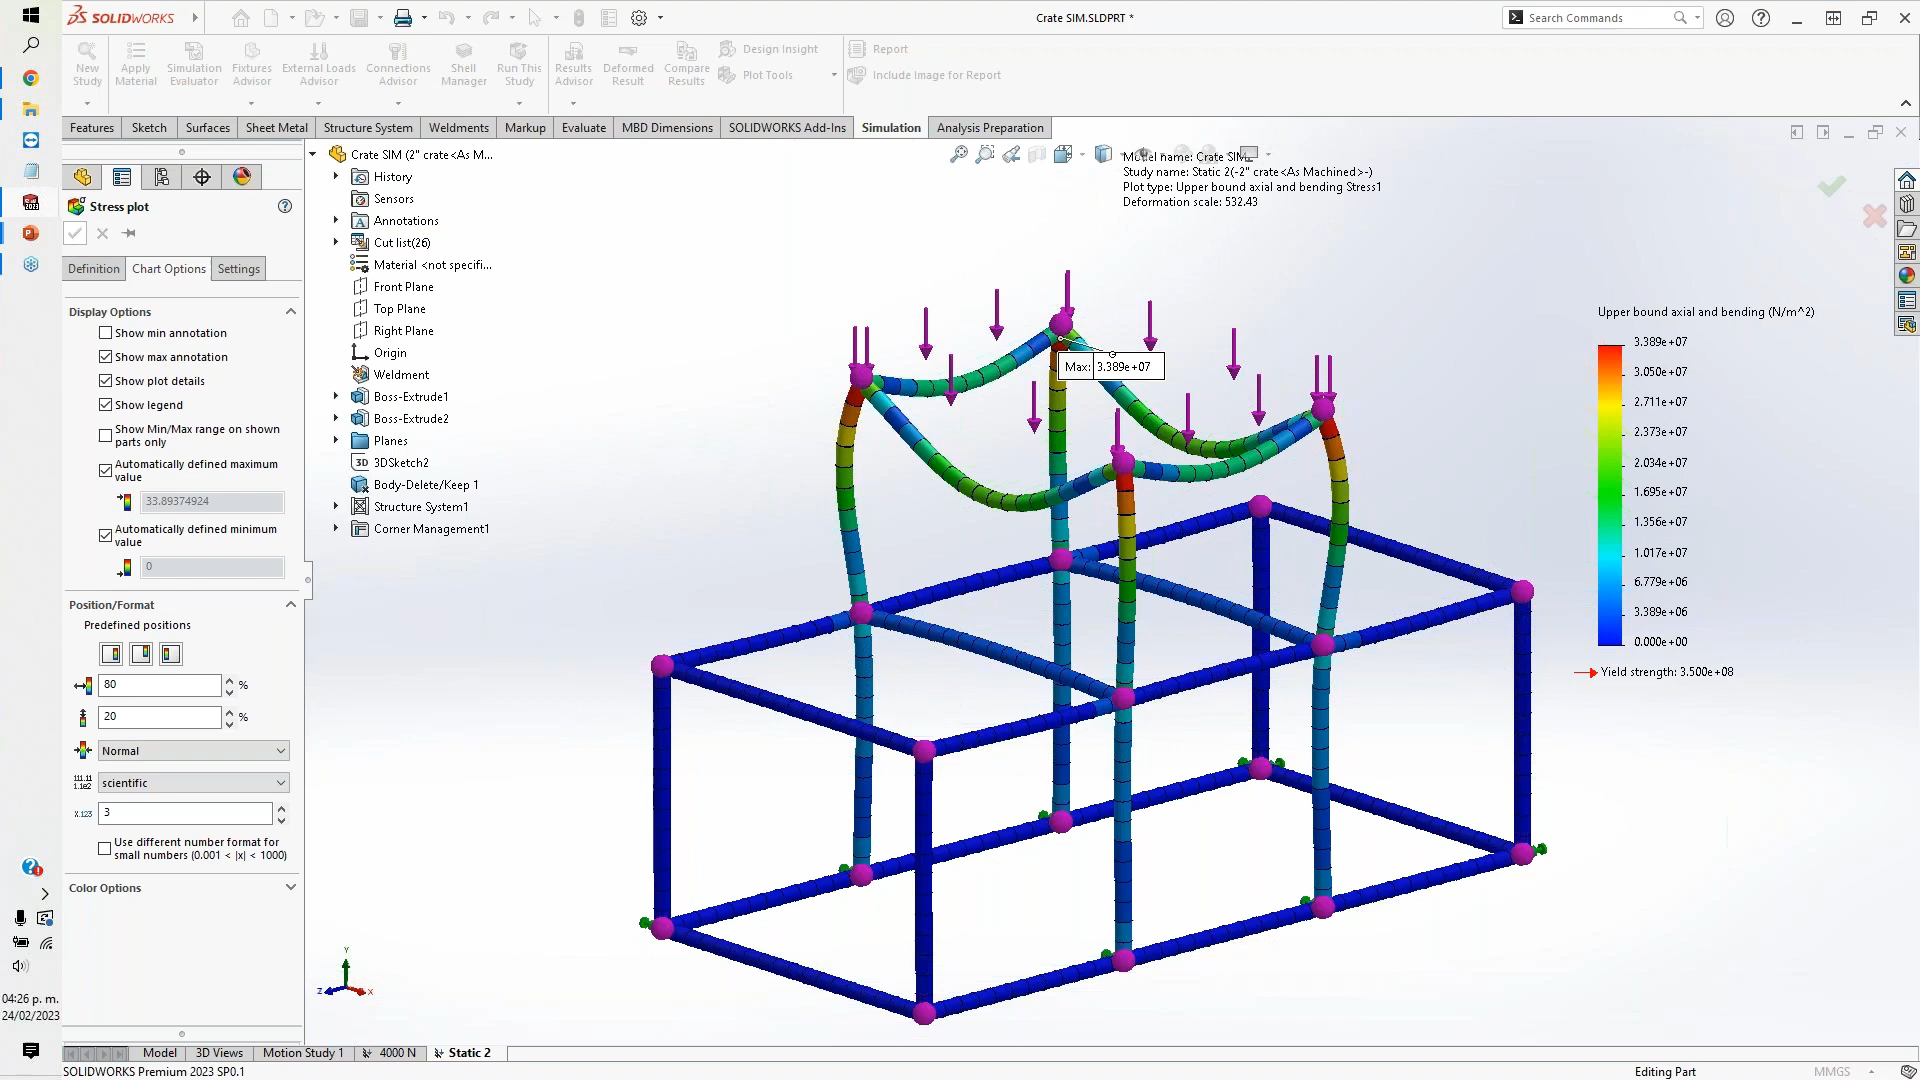 SOLIDWORKS
Crate SIM.SLDPRT *
Search Commands
New Study
Apply Material
Simulation Evaluator
Fixtures Advisor
External Loads Advisor
Connections Advisor
Shell Manager
Run This Study
Results Advisor
Deformed Result
Compare Results
Design Insight
Plot Tools
Report
Include Image for Report
Features
Sketch
Surfaces
Sheet Metal
Structure System
Weldments
Markup
Evaluate
MBD Dimensions
SOLIDWORKS Add-Ins
Simulation
Analysis Preparation
Stress plot
Definition
Chart Options
Settings
Display Options
Show min annotation
Show max annotation
Show plot details
Show legend
Show Min/Max range on shown
parts only
Automatically defined maximum
value
33.89374924
Automatically defined minimum
value
0
Position/Format
Predefined positions
80
%
20
%
Normal
scientific
3
Use different number format for
small numbers (0.001 < |x| < 1000)
Color Options
Crate SIM (2" crate<As M...
History
Sensors
Annotations
Cut list(26)
Material <not specifi...
Front Plane
Top Plane
Right Plane
Origin
Weldment
Boss-Extrude1
Boss-Extrude2
Planes
3D 3DSketch2
Body-Delete/Keep 1
Structure System1
Corner Management1
Model name: Crate SIM
Study name: Static 2(-2" crate<As Machined>-)
Plot type: Upper bound axial and bending Stress1
Deformation scale: 532.43
Max: 3.389e+07
Upper bound axial and bending (N/m^2)
3.389e+07
3.050e+07
2.711e+07
2.373e+07
2.034e+07
1.695e+07
1.356e+07
1.017e+07
6.779e+06
3.389e+06
0.000e+00
Yield strength: 3.500e+08
Y
Z
X
04:26 p. m.
24/02/2023
Model
3D Views
Motion Study 1
4000 N
Static 2
SOLIDWORKS Premium 2023 SP0.1
Editing Part
MMGS